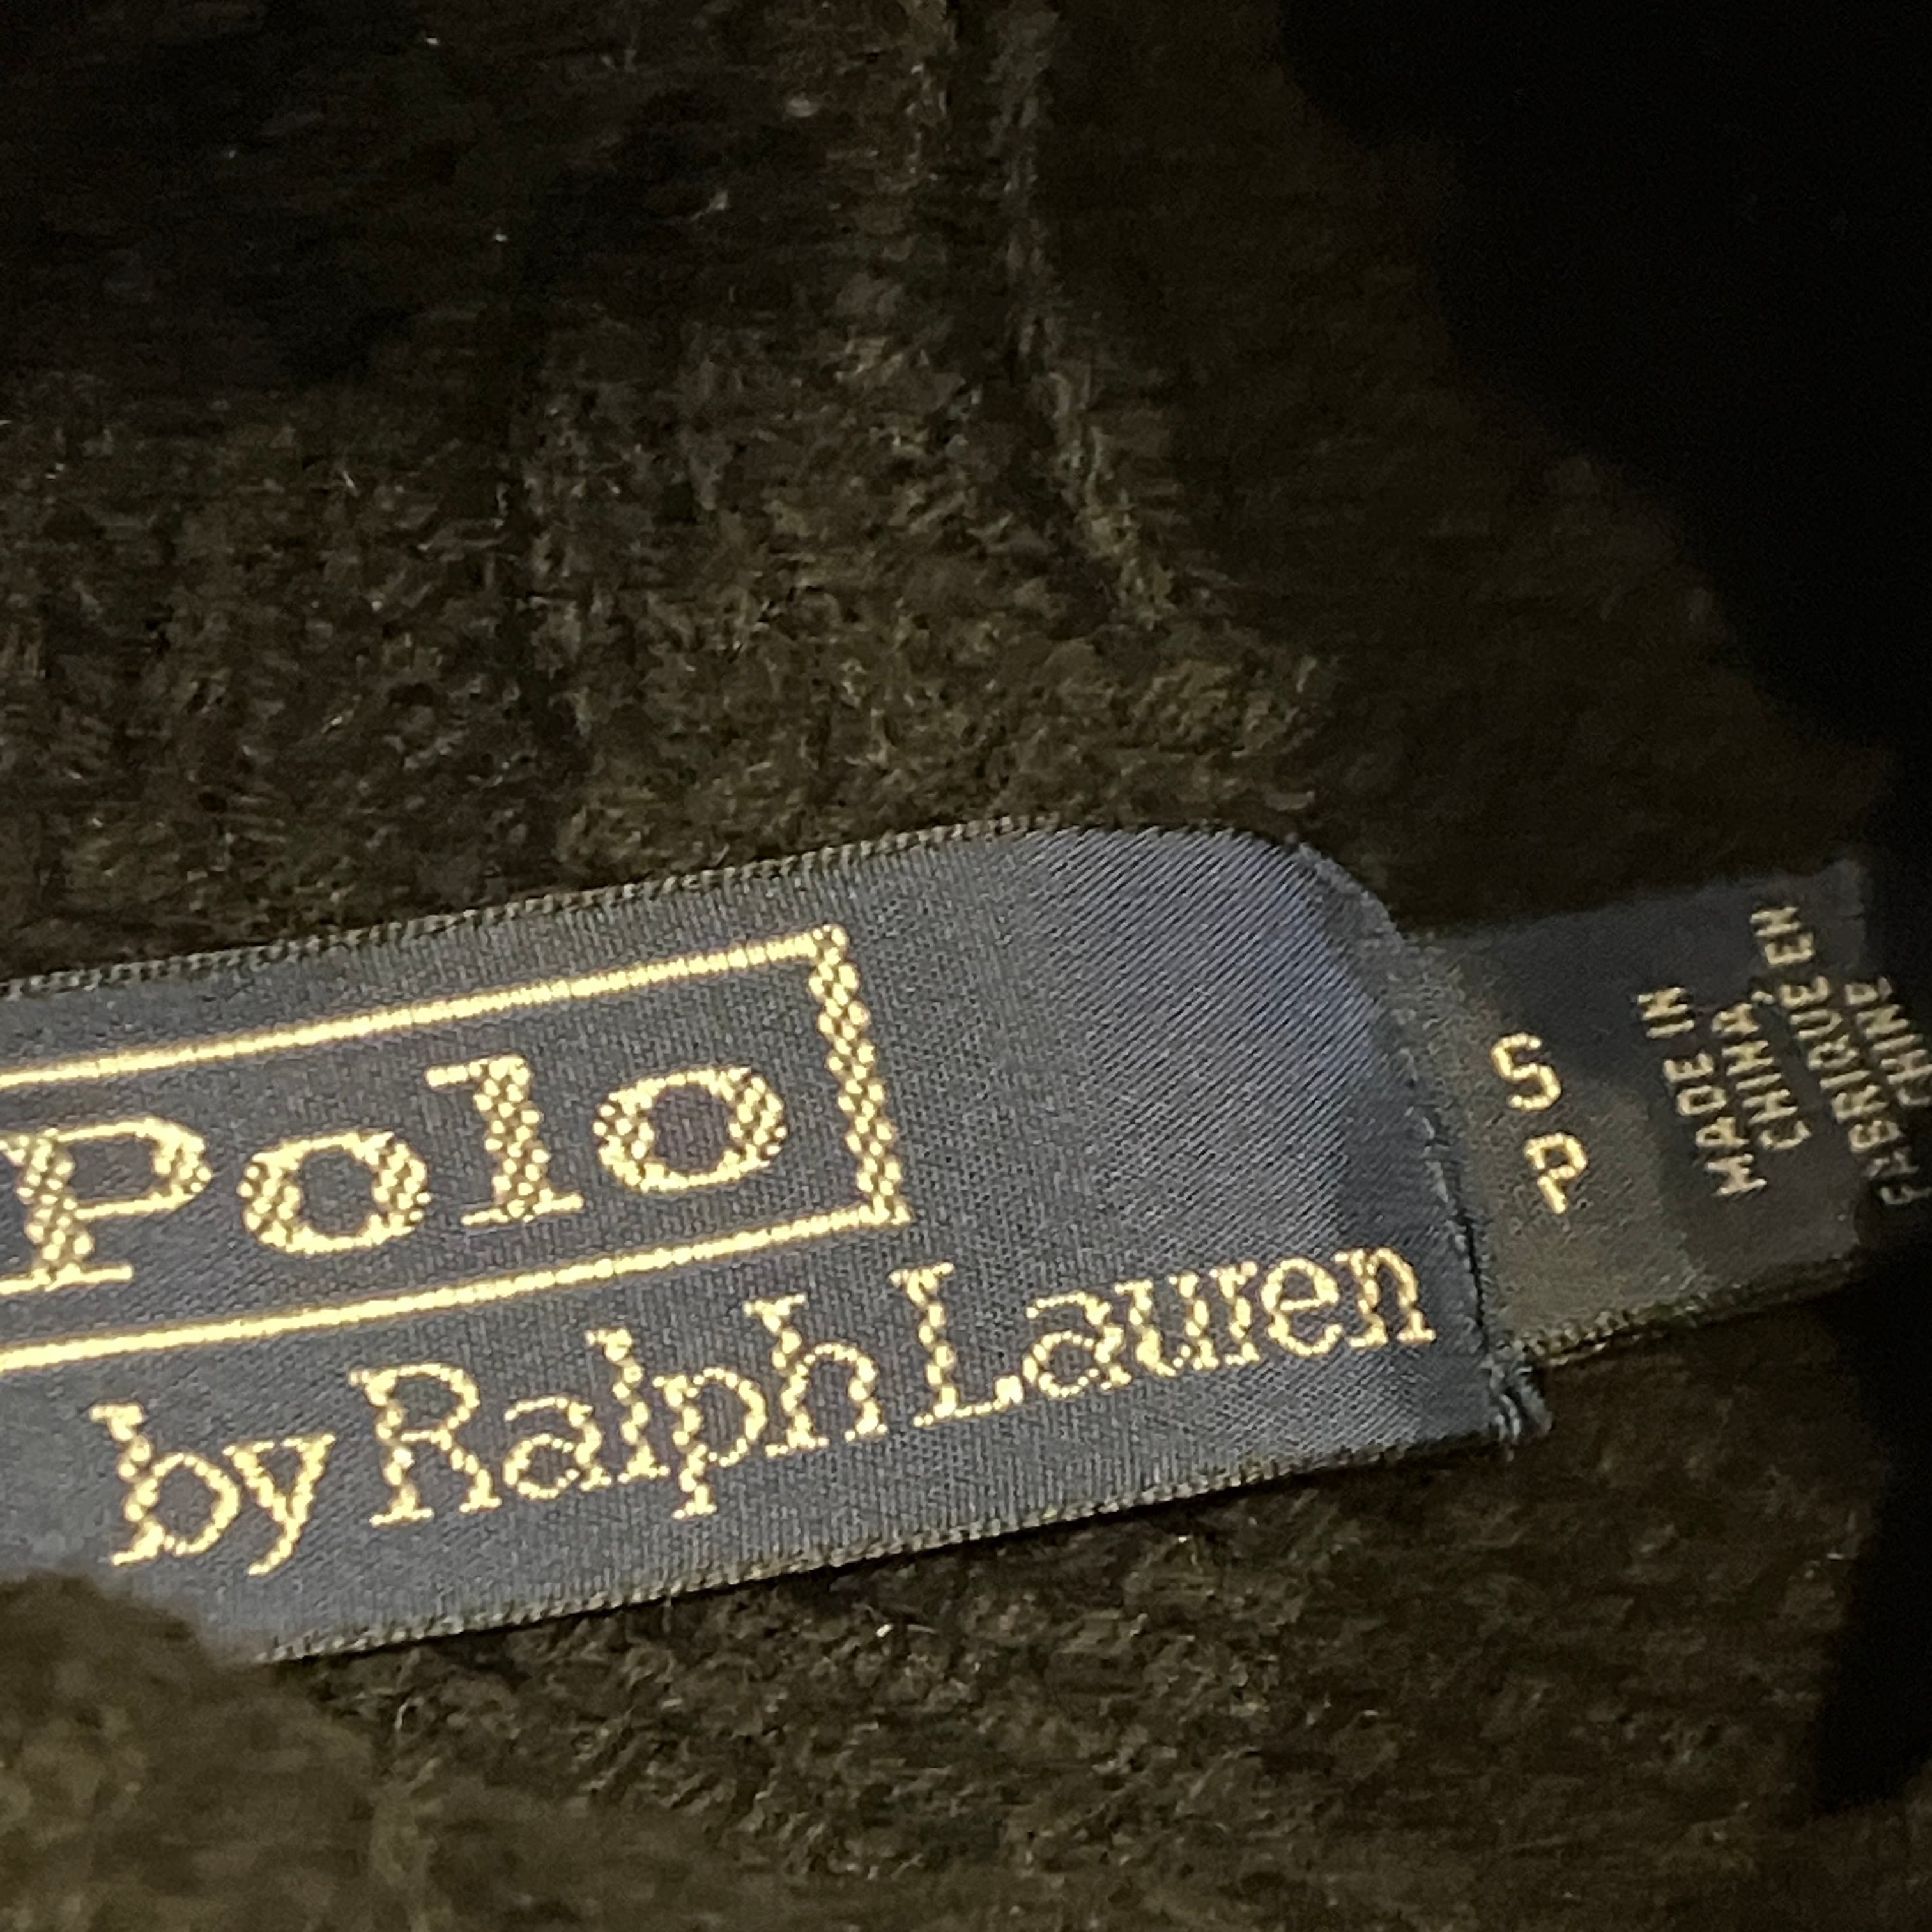 Polo
by Ralph Lauren
S
P
MADE IN
CHINA,
FABRIQUE EN
CHINE